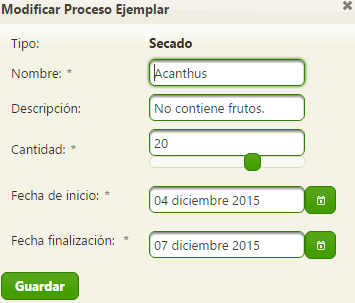 Modificar Proceso Ejemplar
Tipo: Secado
Nombre: * Acanthus
Descripción: No contiene frutos.
Cantidad: * 20
Fecha de inicio: * 04 diciembre 2015
Fecha finalización: * 07 diciembre 2015
Guardar